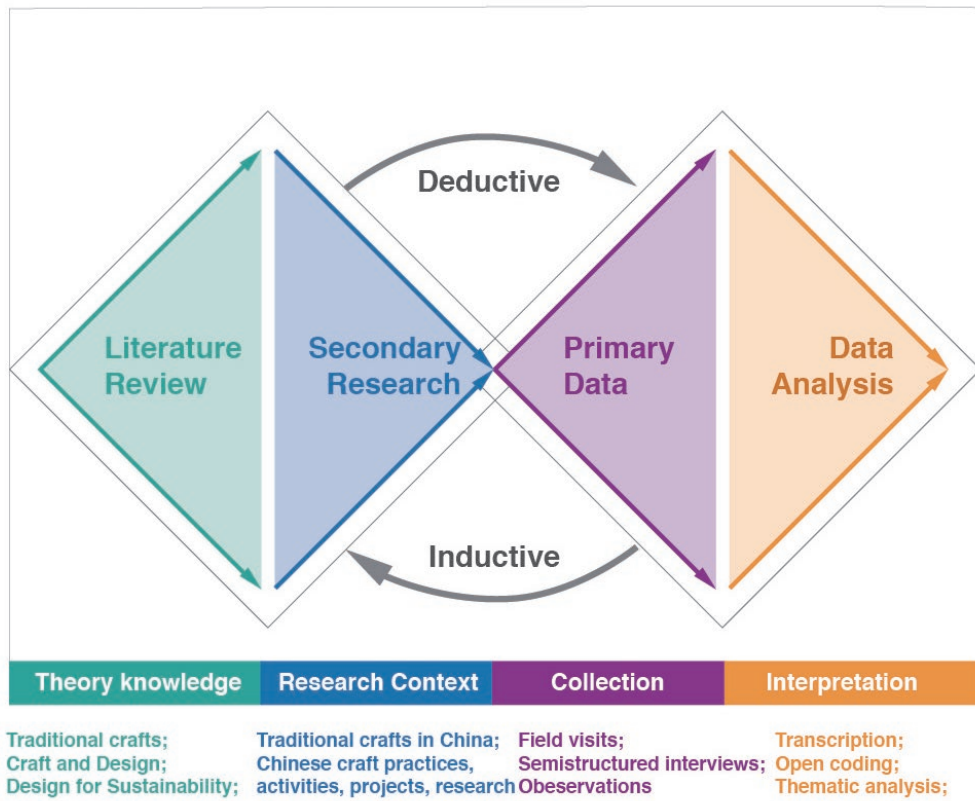 Deductive
Literature
Review
Secondary
Research
Primary
Data
Data
Analysis
Inductive
Theory knowledge
Research Context
Collection
Interpretation
Traditional crafts;
Craft and Design;
Design for Sustainability;
Traditional crafts in China;
Chinese craft practices,
activities, projects, research
Field visits;
Semistructured interviews;
Obeservations
Transcription;
Open coding;
Thematic analysis;